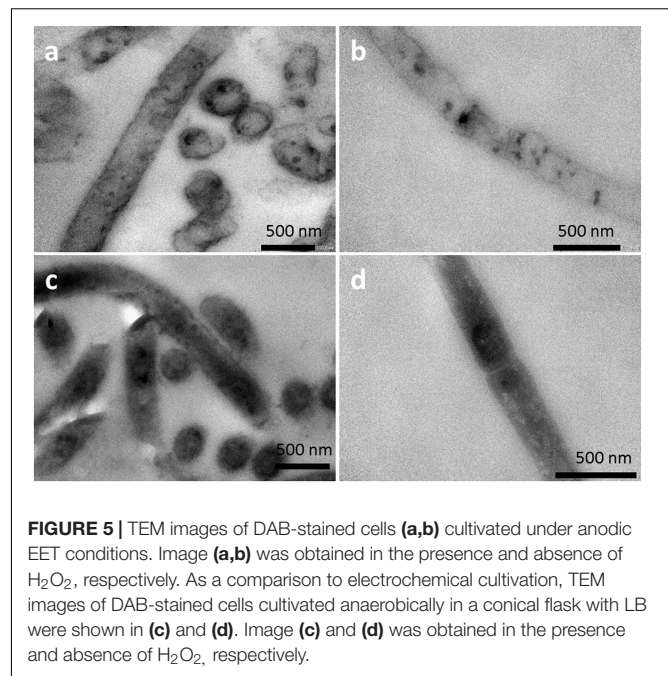 a
b
500 nm
500 nm
c
d
500 nm
500 nm
FIGURE 5 | TEM images of DAB-stained cells (a,b) cultivated under anodic
EET conditions. Image (a,b) was obtained in the presence and absence of
H₂O₂, respectively. As a comparison to electrochemical cultivation, TEM
images of DAB-stained cells cultivated anaerobically in a conical flask with LB
were shown in (c) and (d). Image (c) and (d) was obtained in the presence
and absence of H₂O₂, respectively.